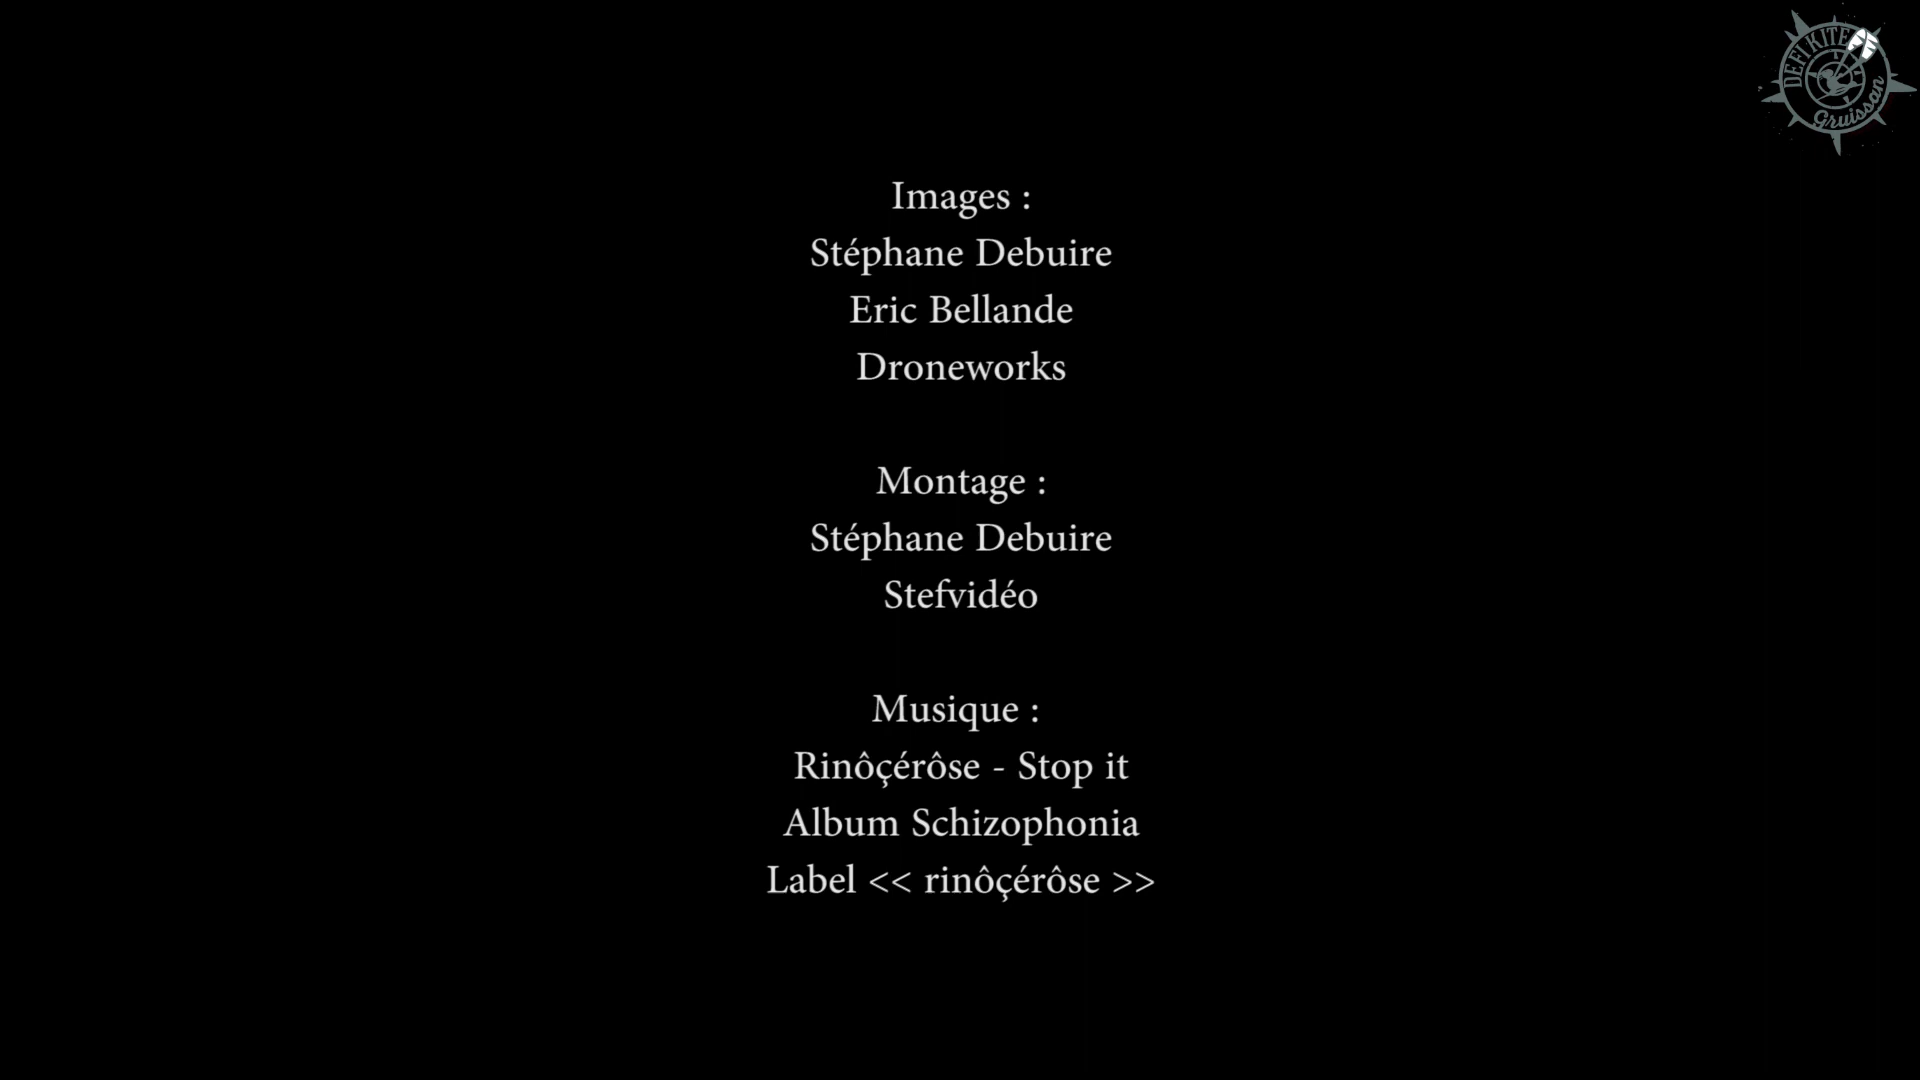 DEFI KITE
Gruissan
Images :
Stéphane Debuire
Eric Bellande
Droneworks
Montage :
Stéphane Debuire
Stefvidéo
Musique :
Rinôçérôse - Stop it
Album Schizophonia
Label << rinôçérôse >>